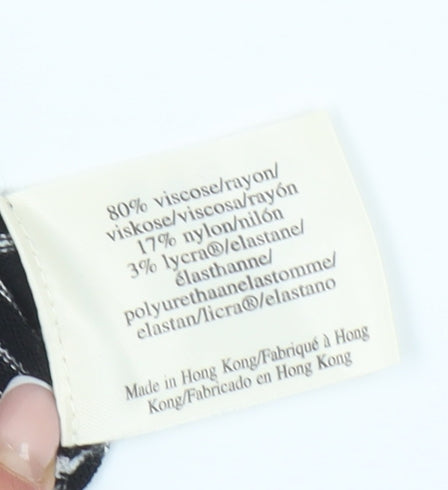 80% viscose/rayon/
viskose/viscosa/rayón
17% nylon/nilón
3% lycra®/elastane/
élasthanne/
polyurethaanelastomme/
elastan/licra®/elastano
Made in Hong Kong/Fabriqué à Hong
Kong/Fabricado en Hong Kong